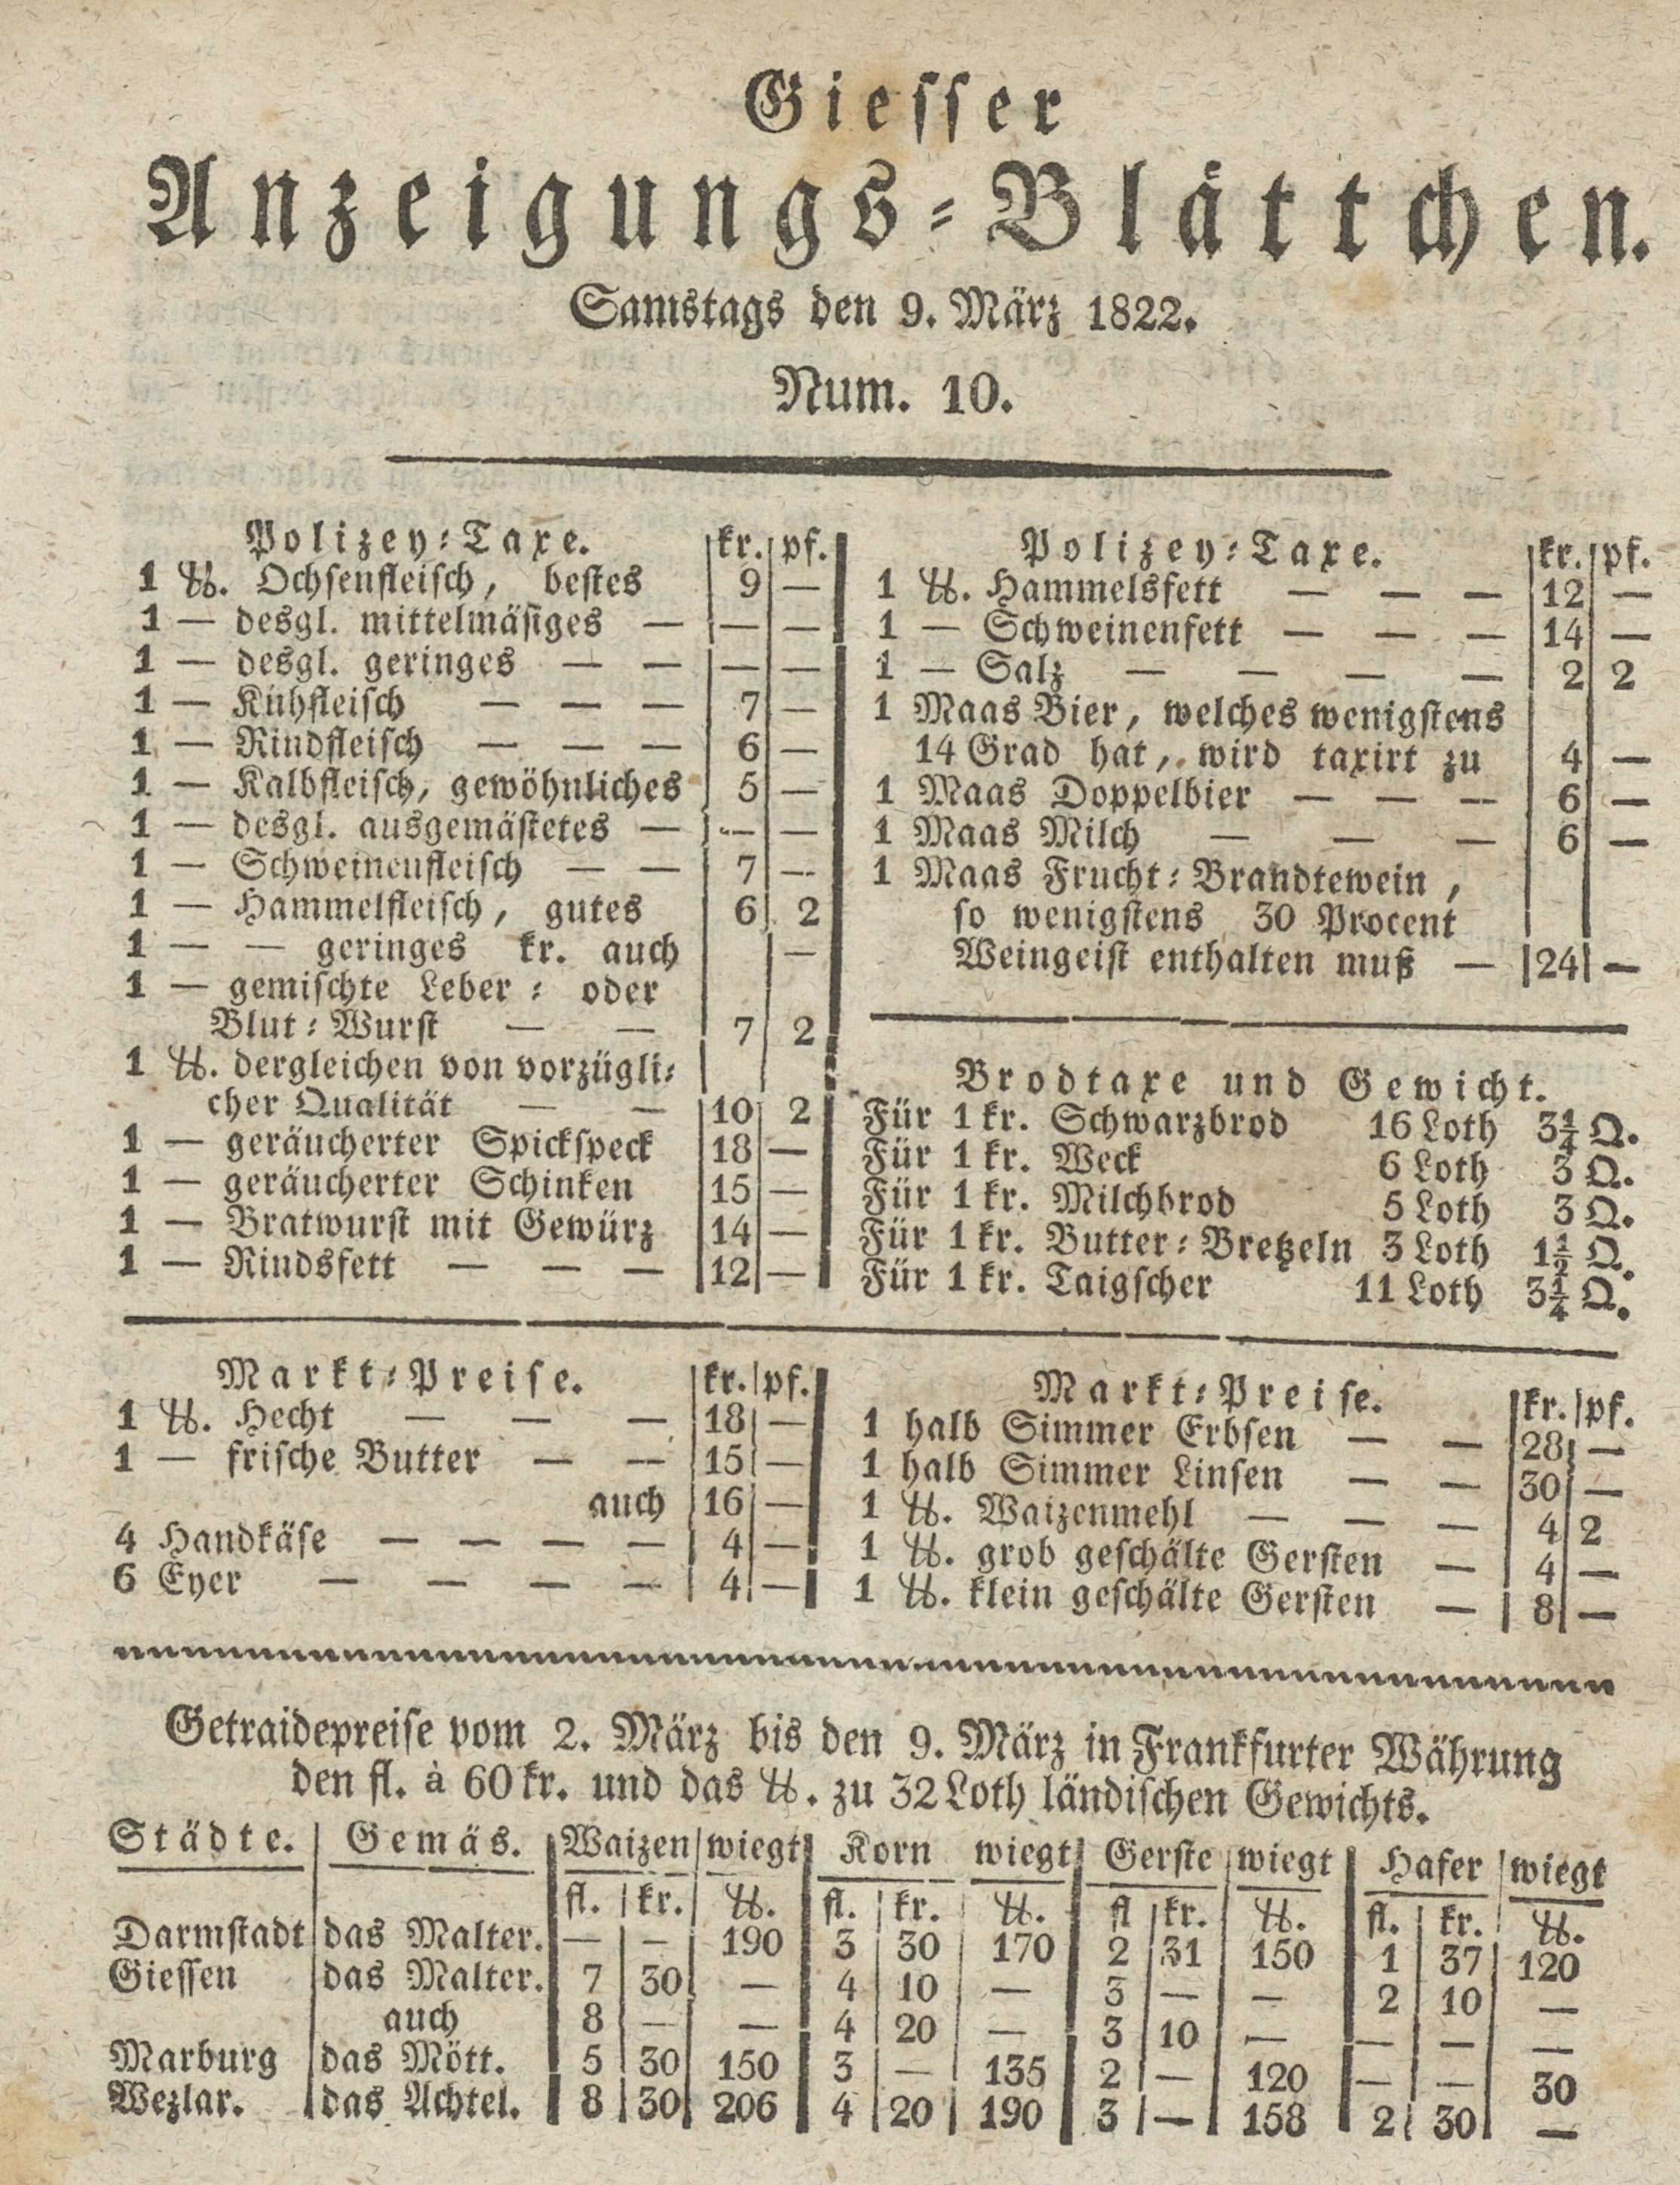 Giesser
Anzeigungs-Blättchen.
Samstags den 9. März 1822.
Num. 10.
Polizey-Taxe. kr. pf.
1 ℔. Ochsenfleisch, bestes 9 —
1 — desgl. mittelmäsiges — — —
1 — desgl. geringes — — — —
1 — Kühfleisch — — — 7 —
1 — Rindfleisch — — — 6 —
1 — Kalbfleisch, gewöhnliches 5 —
1 — desgl. ausgemästetes — — —
1 — Schweinenfleisch — — 7 —
1 — Hammelfleisch, gutes 6 2
1 — — geringes kr. auch —
1 — gemischte Leber- oder
Blut-Wurst — — 7 2
1 ℔. dergleichen von vorzügli-
cher Qualität — — 10 2
1 — geräucherter Spickspeck 18 —
1 — geräucherter Schinken 15 —
1 — Bratwurst mit Gewürz 14 —
1 — Rindsfett — — — 12 —
Polizey-Taxe. kr. pf.
1 ℔. Hammelsfett — — — 12 —
1 — Schweinenfett — — — 14 —
1 — Salz — — — — 2 2
1 Maas Bier, welches wenigstens
14 Grad hat, wird taxirt zu 4 —
1 Maas Doppelbier — — — 6 —
1 Maas Milch — — — 6 —
1 Maas Frucht-Brandtewein,
so wenigstens 30 Procent
Weingeist enthalten muß — 24 —
Brodtaxe und Gewicht.
Für 1 kr. Schwarzbrod 16 Loth 3¼ Q.
Für 1 kr. Weck 6 Loth 3 Q.
Für 1 kr. Milchbrod 5 Loth 3 Q.
Für 1 kr. Butter-Bretzeln 3 Loth 1½ Q.
Für 1 kr. Taigscher 11 Loth 3¼ Q.
Markt-Preise. kr. pf.
1 ℔. Hecht — — — 18 —
1 — frische Butter — — 15 —
auch 16 —
4 Handkäse — — — — 4 —
6 Eyer — — — — 4 —
Markt-Preise. kr. pf.
1 halb Simmer Erbsen — — 28 —
1 halb Simmer Linsen — — 30 —
1 ℔. Waizenmehl — — — 4 2
1 ℔. grob geschälte Gersten — 4 —
1 ℔. klein geschälte Gersten — 8 —
Getraidepreise vom 2. März bis den 9. März in Frankfurter Währung
den fl. à 60 kr. und das ℔. zu 32 Loth ländischen Gewichts.
Städte. Gemäs. Waizen wiegt Korn wiegt Gerste wiegt Hafer wiegt
fl. kr. ℔. fl. kr. ℔. fl kr. ℔. fl. kr. ℔.
Darmstadt das Malter. — — 190 3 30 170 2 31 150 1 37 120
Giessen das Malter. 7 30 — 4 10 — 3 — — 2 10 —
auch 8 — — 4 20 — 3 10 — — — —
Marburg das Mött. 5 30 150 3 — 135 2 — 120 — — 30
Wezlar. das Achtel. 8 30 206 4 20 190 3 — 158 2 30 —